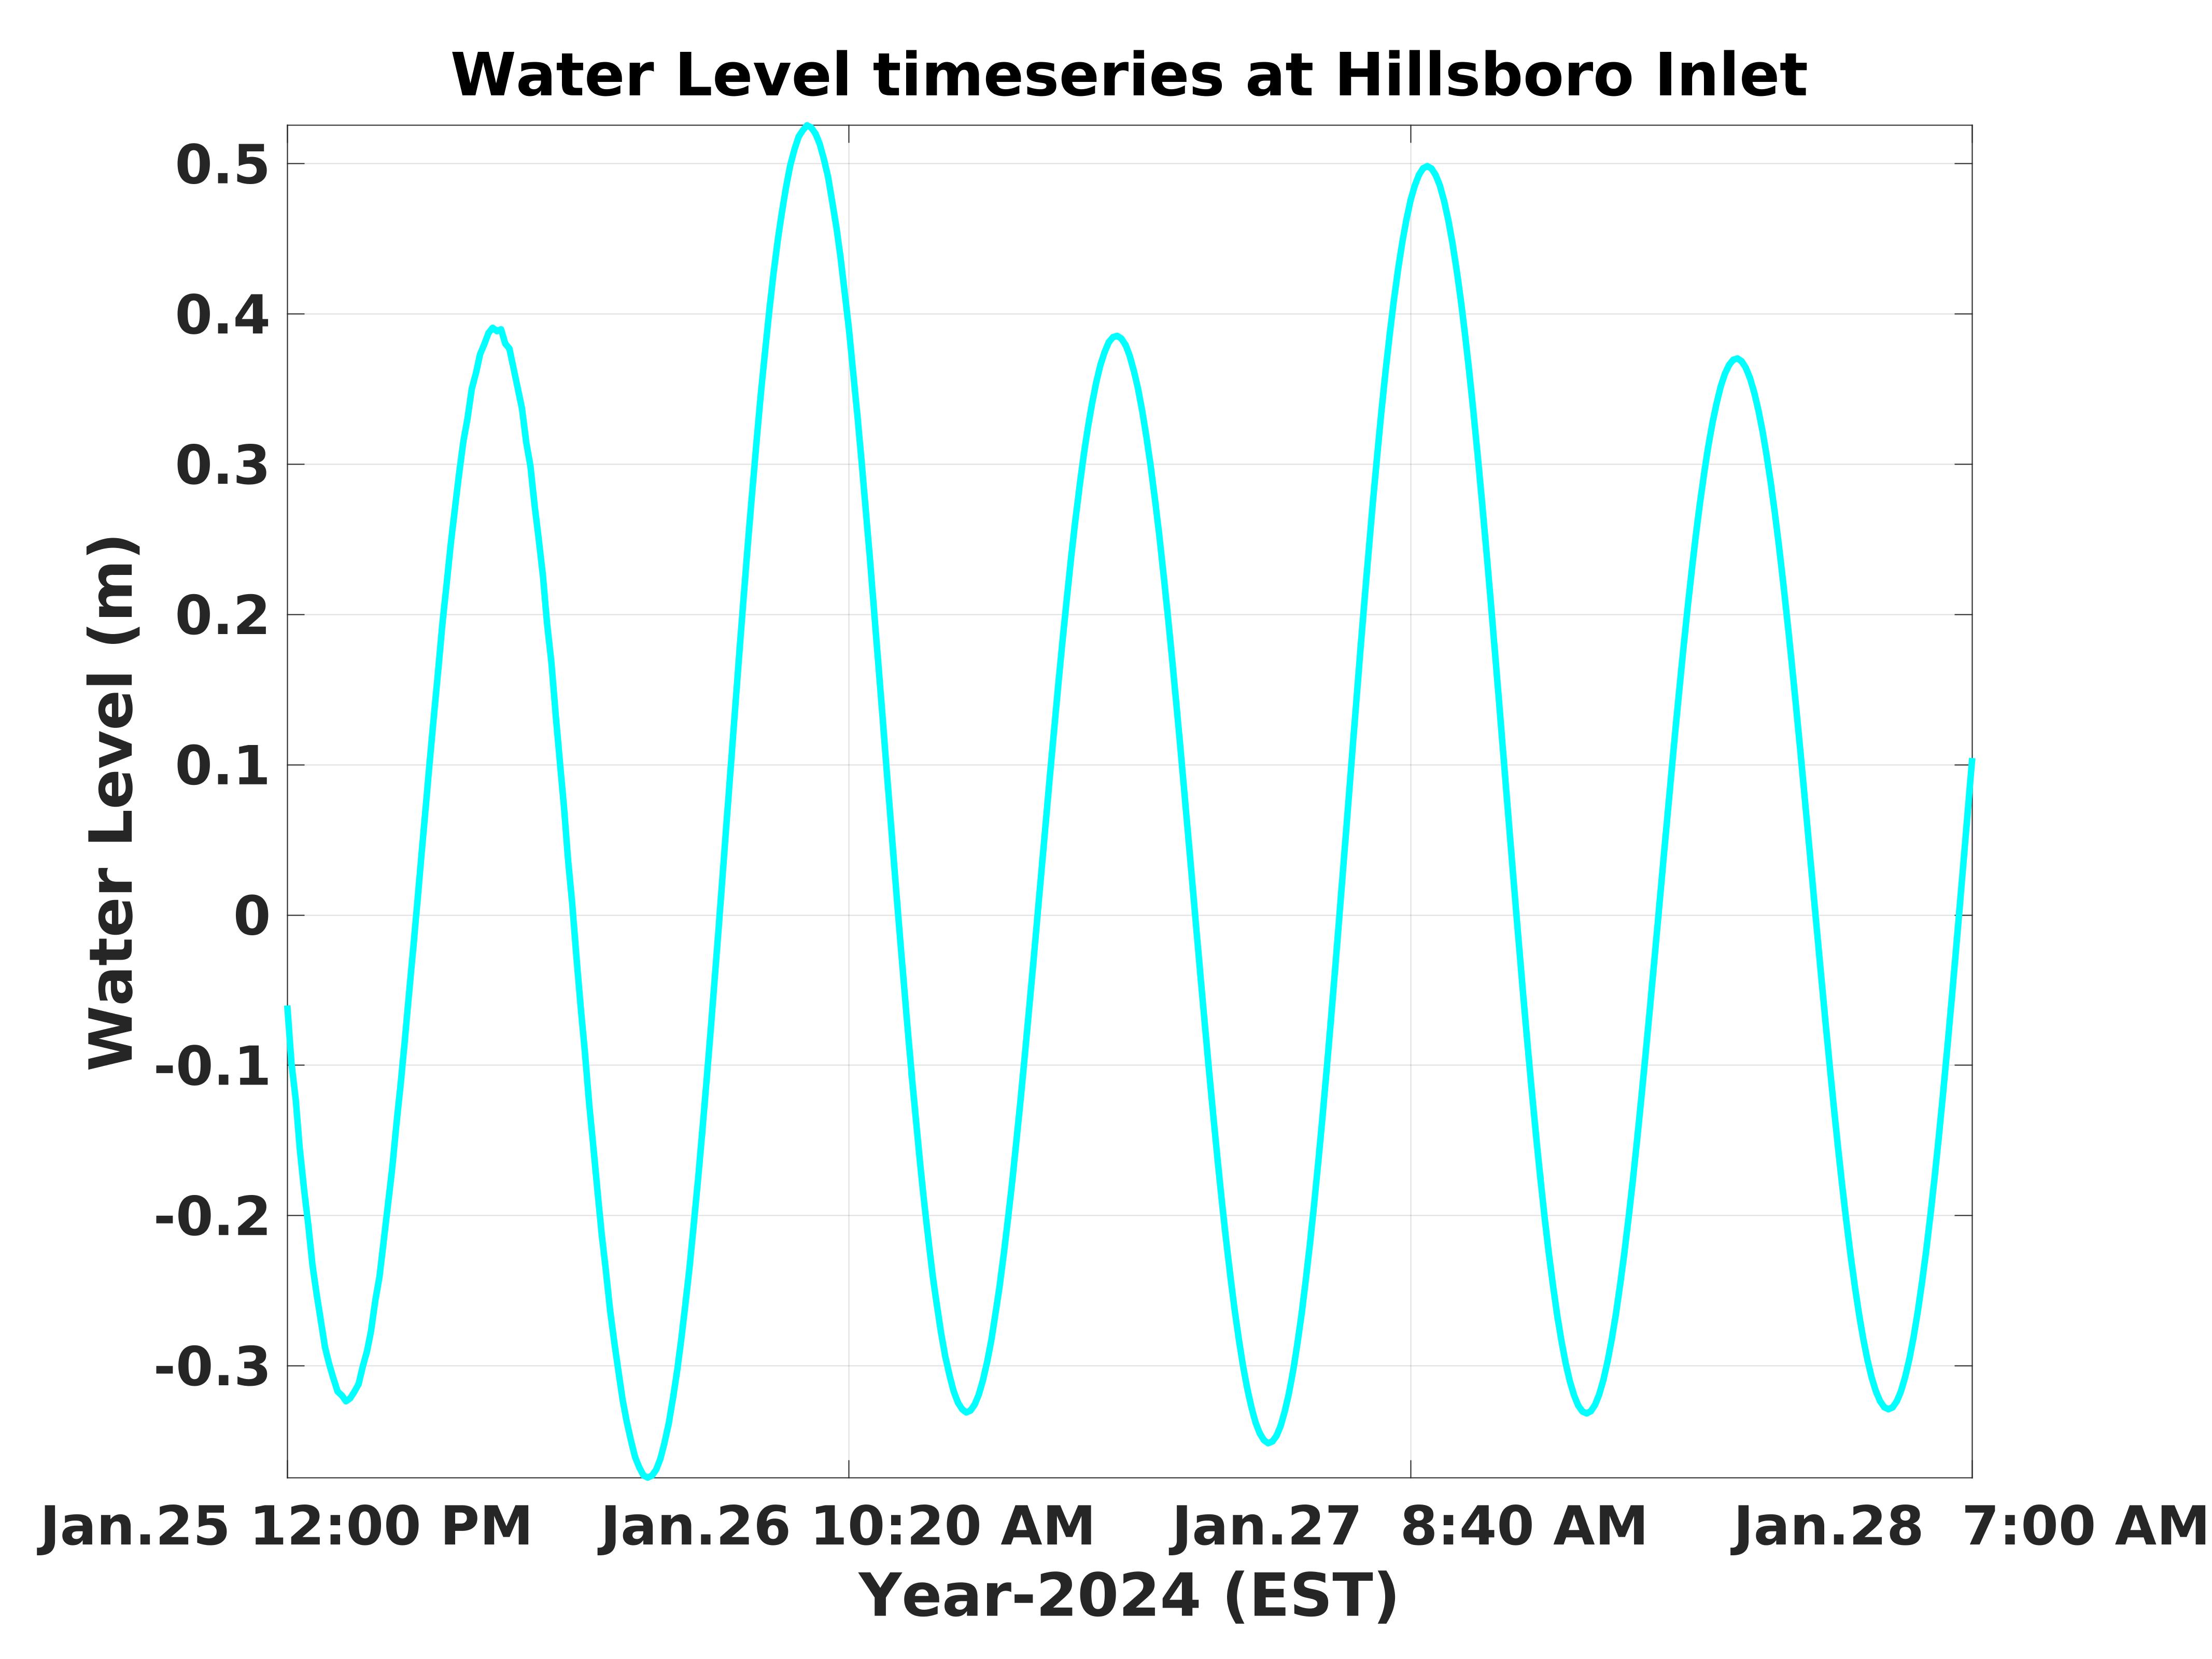 Water Level timeseries at Hillsboro Inlet
0.5
0.4
0.3
0.2
0.1
0
-0.1
-0.2
-0.3
Water Level (m)
Jan.25 12:00 PM Jan.26 10:20 AM Jan.27 8:40 AM Jan.28 7:00 AM
Year-2024 (EST)